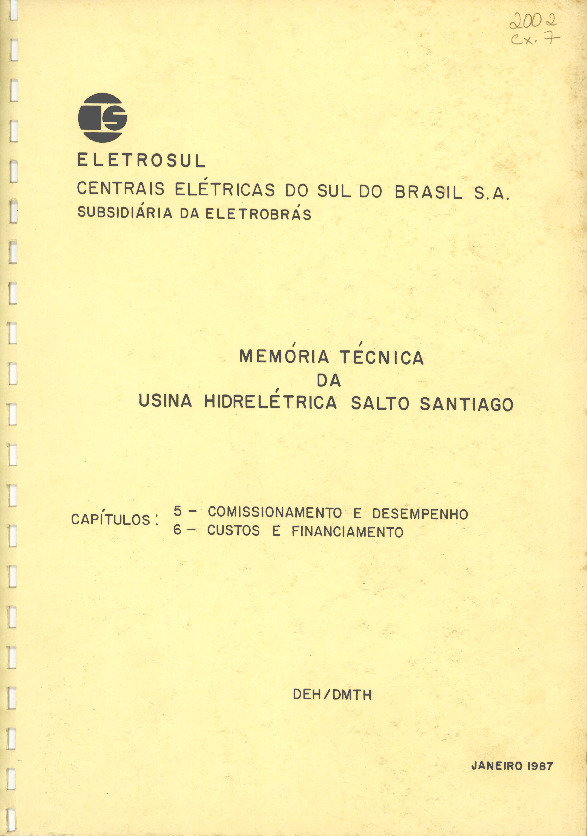 2002
Cx. 7
ELETROSUL
CENTRAIS ELÉTRICAS DO SUL DO BRASIL S.A.
SUBSIDIÁRIA DA ELETROBRÁS
MEMÓRIA TÉCNICA
DA
USINA HIDRELÉTRICA SALTO SANTIAGO
CAPÍTULOS:
5 - COMISSIONAMENTO E DESEMPENHO
6 - CUSTOS E FINANCIAMENTO
DEH/DMTH
JANEIRO 1987